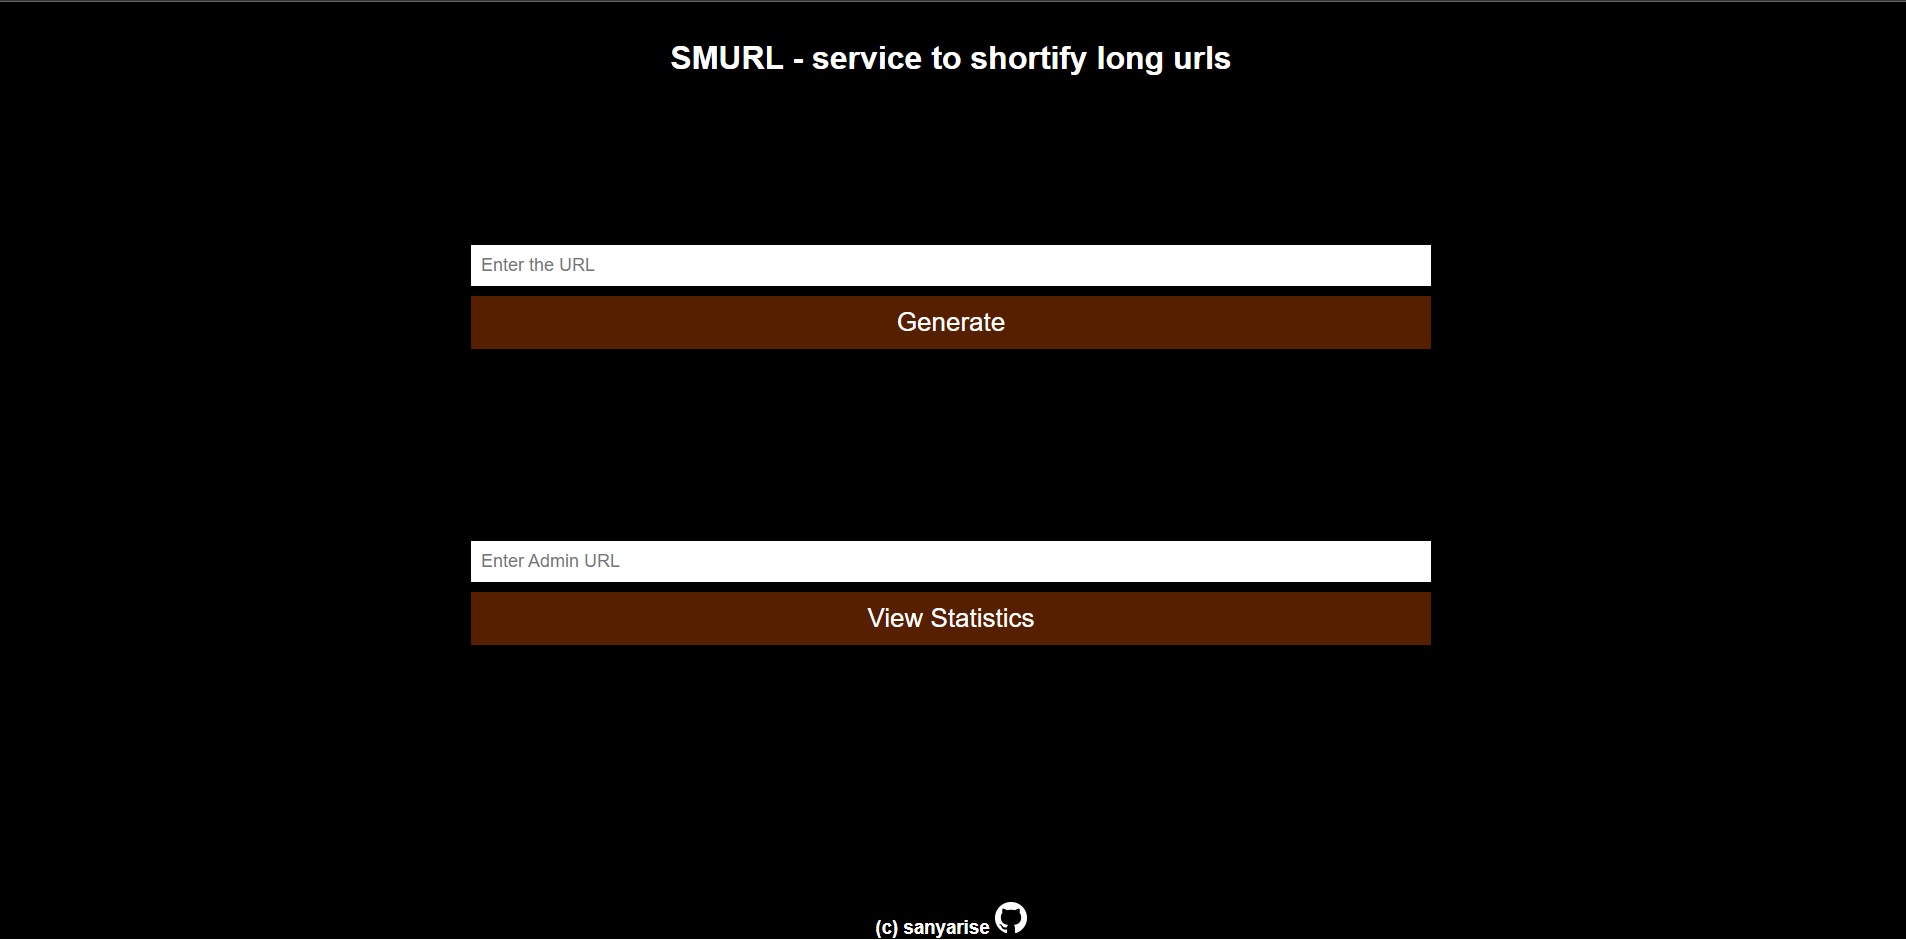 SMURL - service to shortify long urls
Enter the URL
Generate
Enter Admin URL
View Statistics
(c) sanyarise